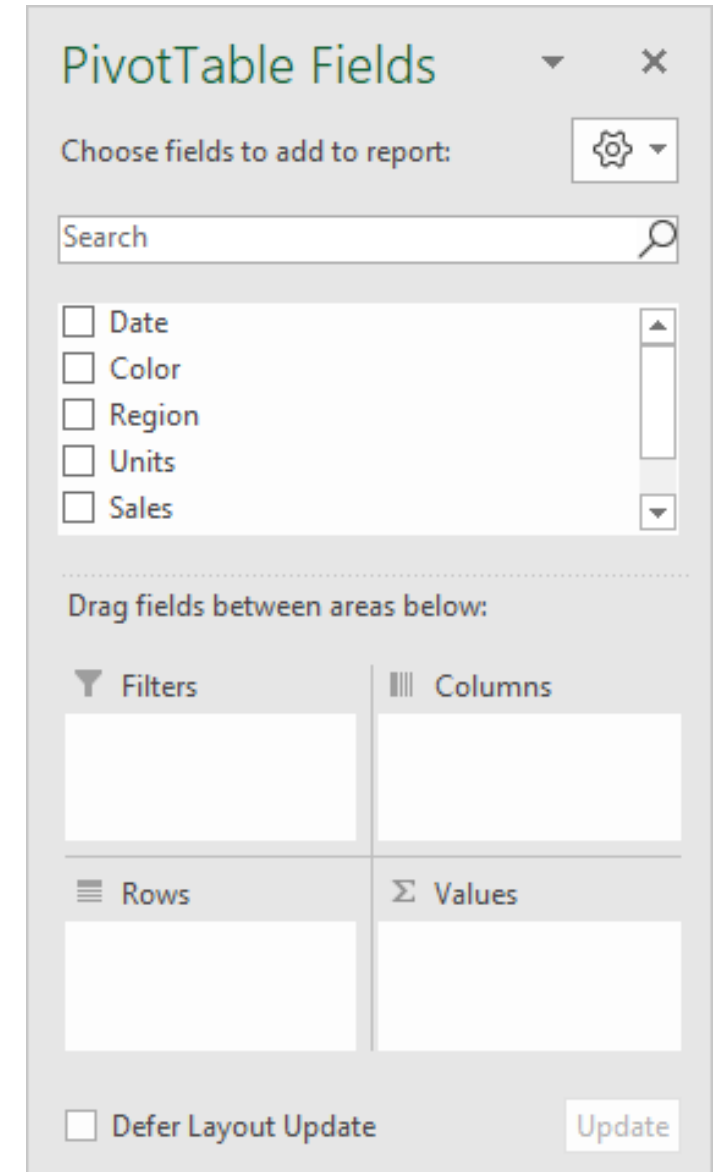 PivotTable Fields
Choose fields to add to report:
Search
Date
Color
Region
Units
Sales
Drag fields between areas below:
Filters
Columns
Rows
Σ Values
Defer Layout Update
Update